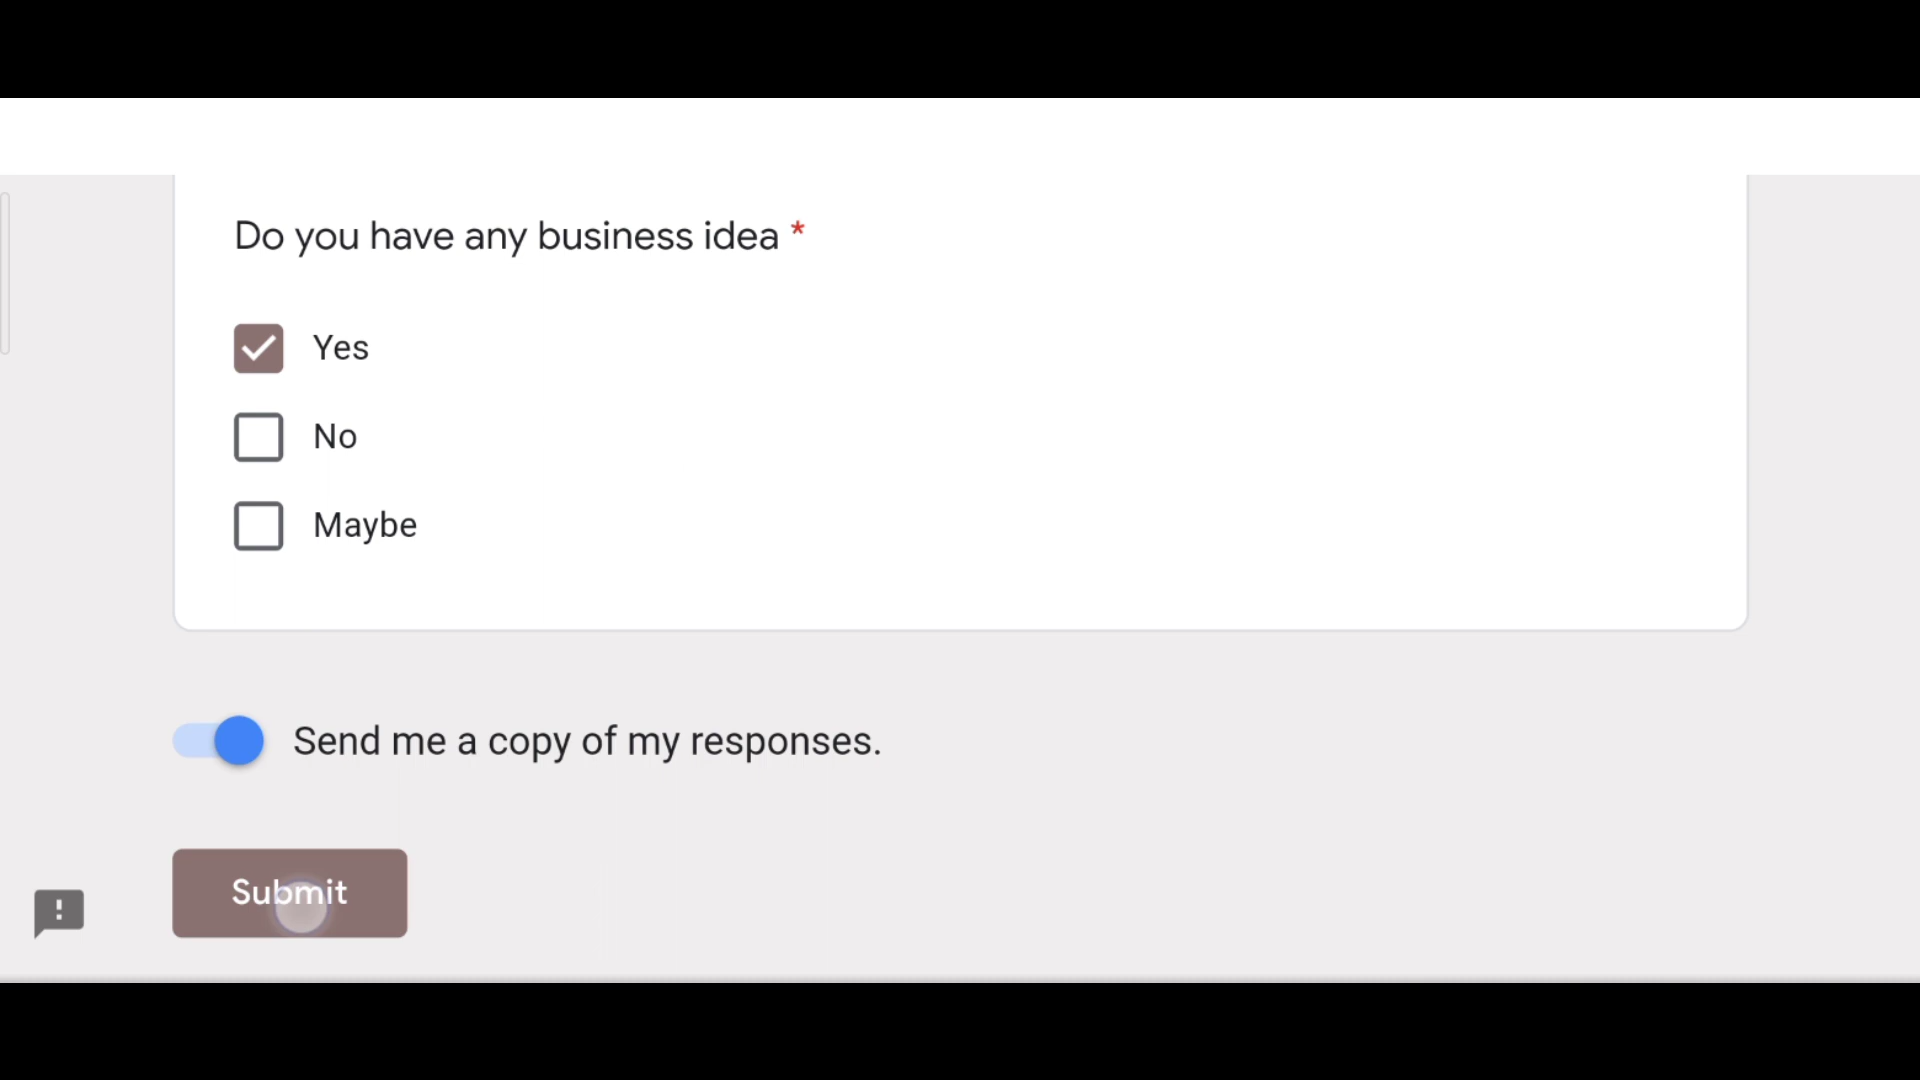 Do you have any business idea *
Yes
No
Maybe
Send me a copy of my responses.
Submit